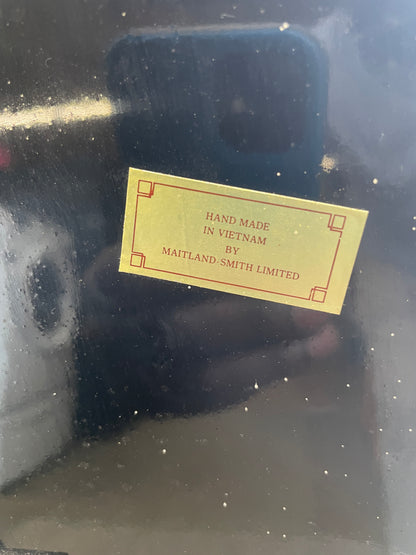 HAND MADE
IN VIETNAM
BY
MAITLAND-SMITH LIMITED